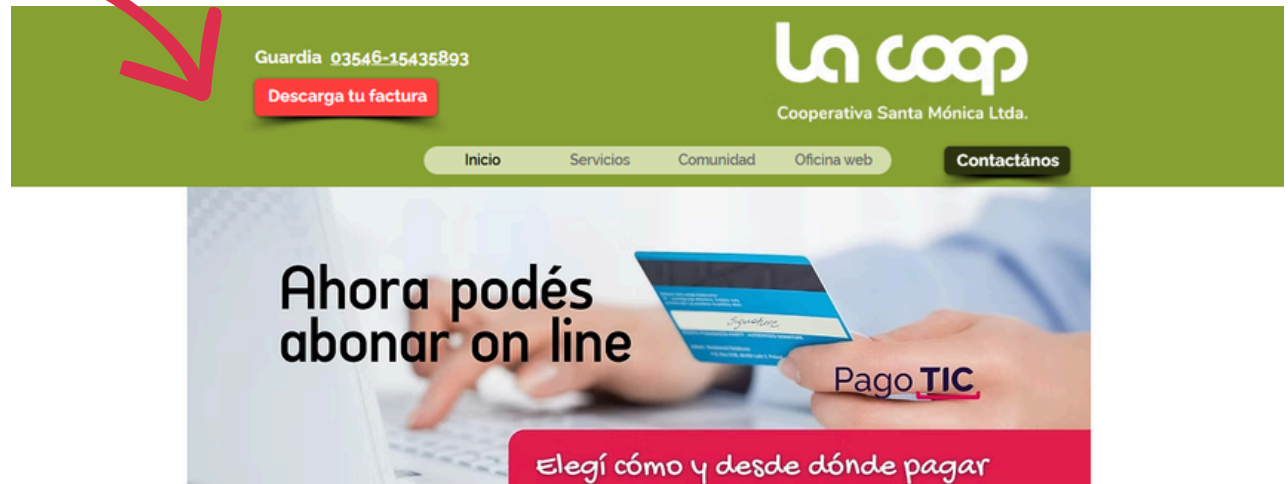 Guardia 03546-15435893
Descarga tu factura
La coop
Cooperativa Santa Mónica Ltda.
Inicio Servicios Comunidad Oficina web Contactános
Ahora podés
abonar on line
Signature
Pago TIC
Elegí cómo y desde dónde pagar